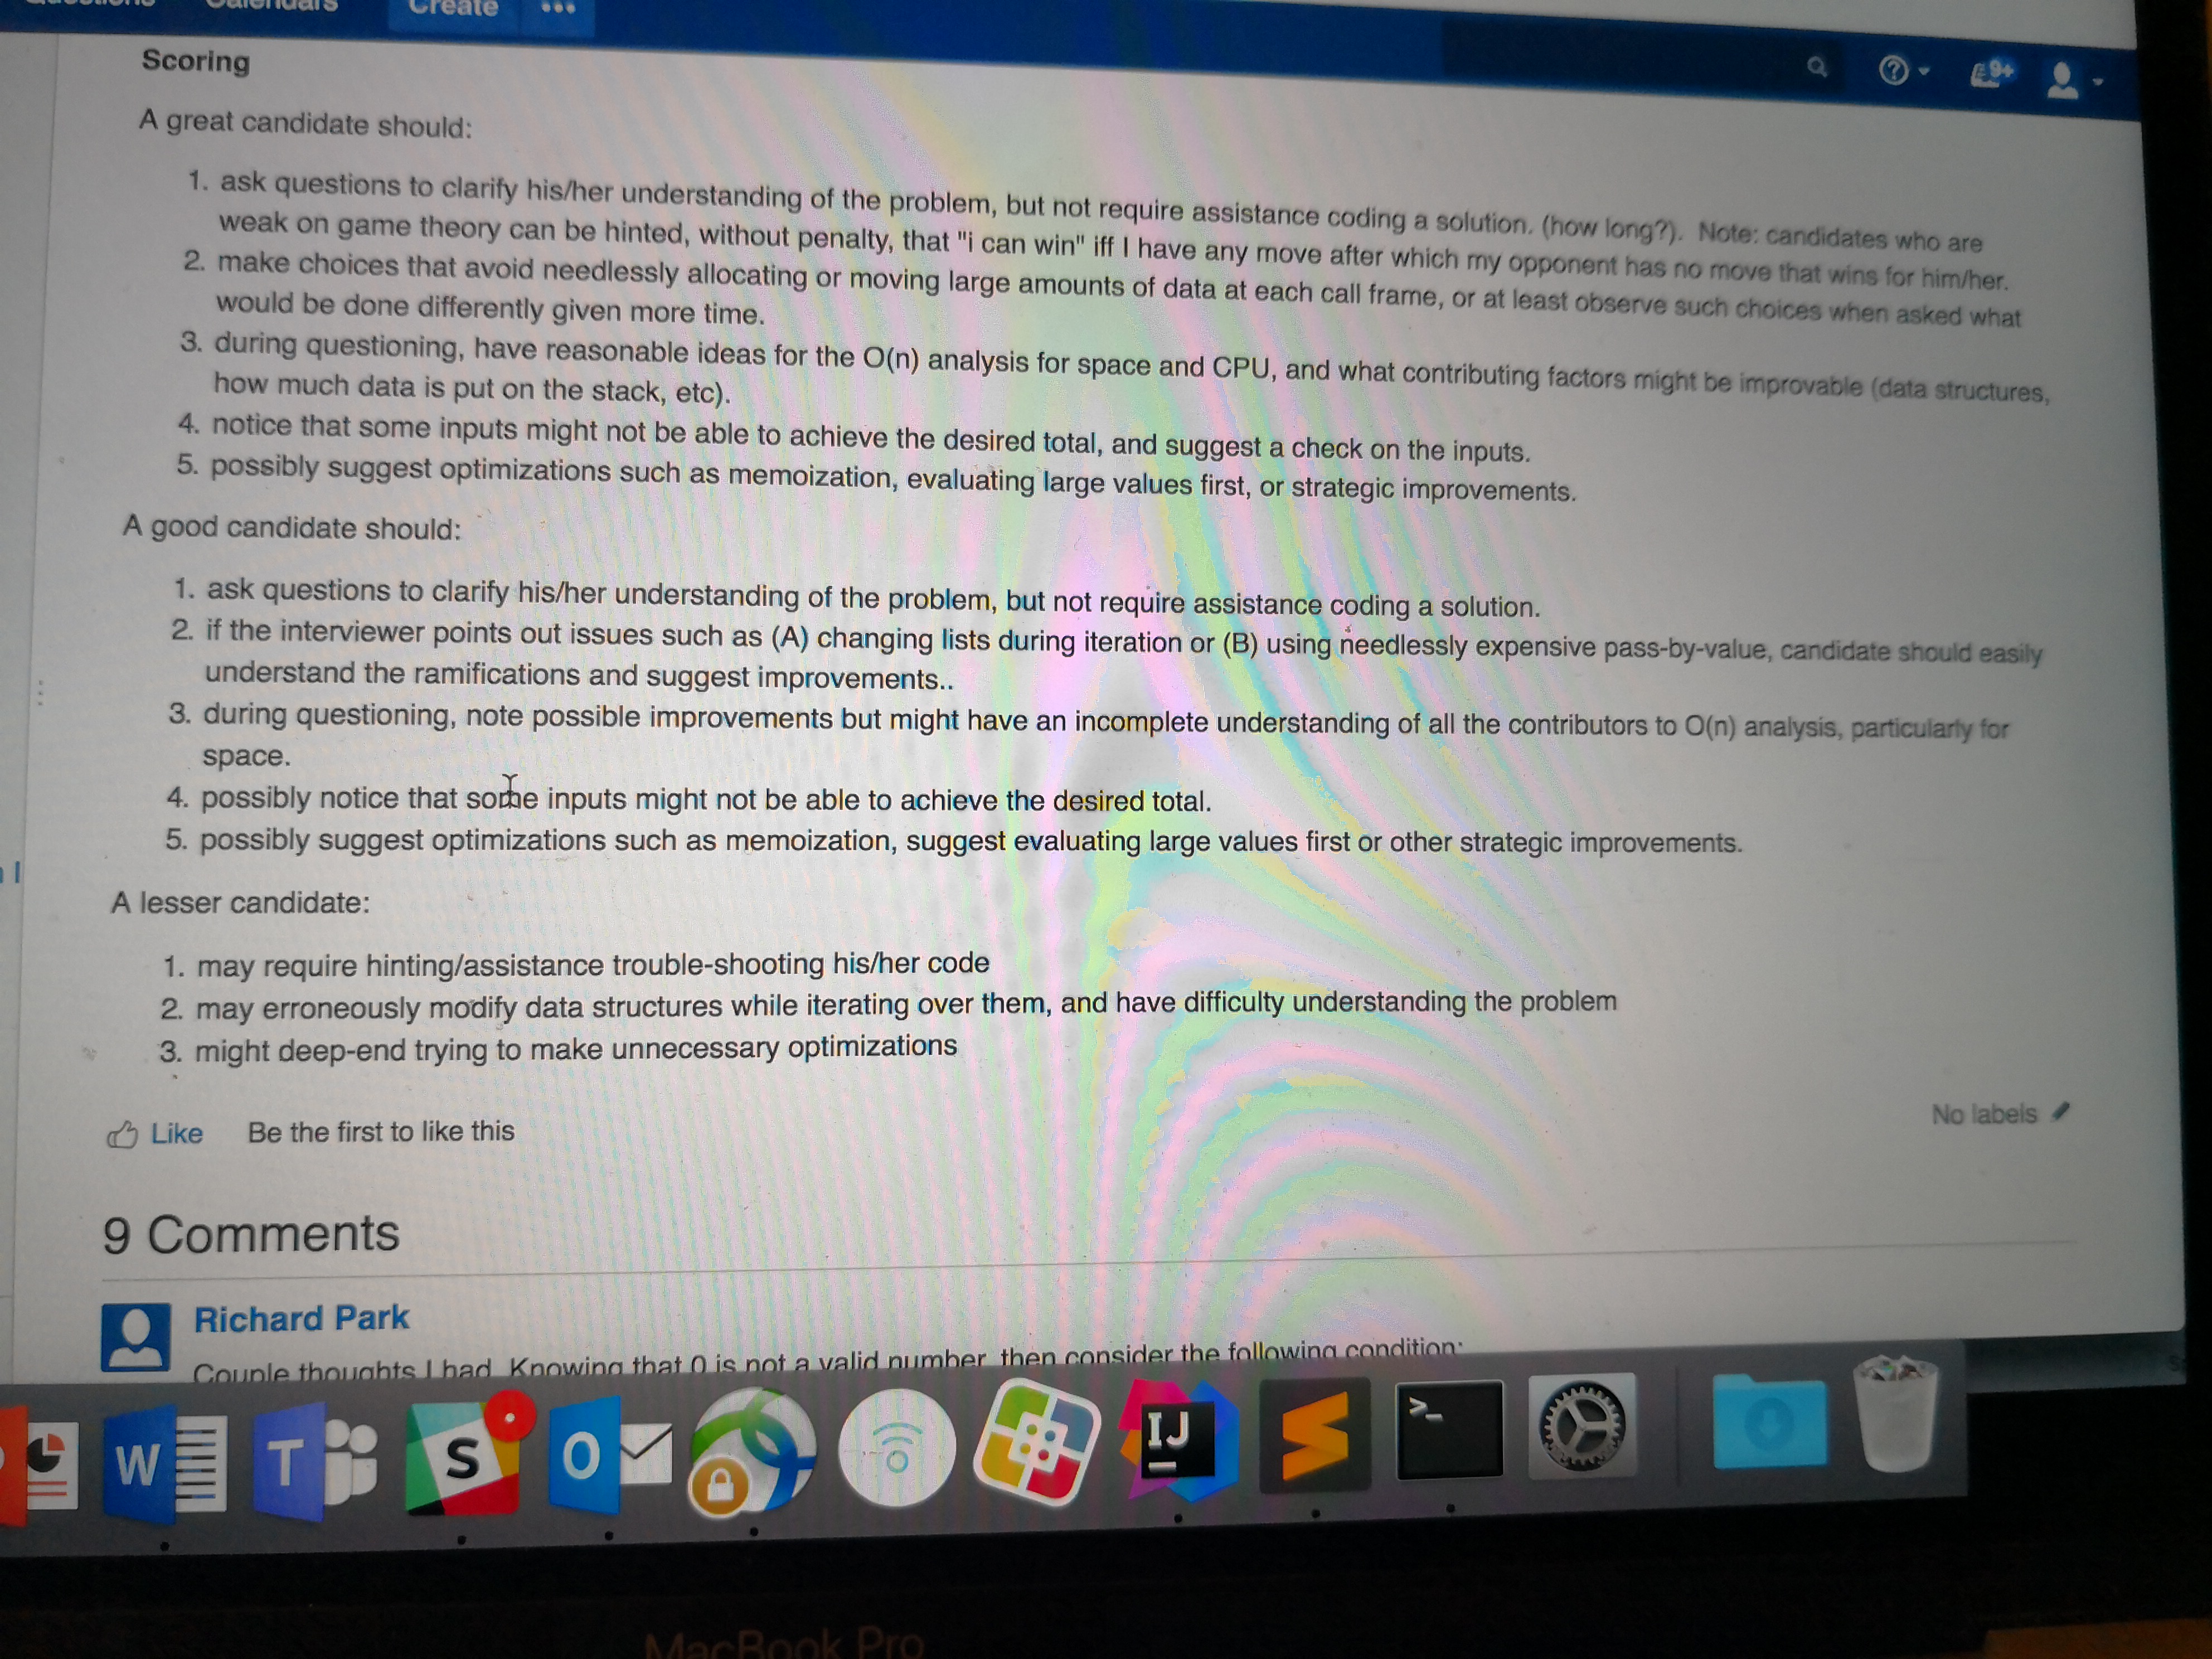 Calendars
Create
Scoring
9+
A great candidate should:
1. ask questions to clarify his/her understanding of the problem, but not require assistance coding a solution. (how long?). Note: candidates who are
weak on game theory can be hinted, without penalty, that "i can win" iff I have any move after which my opponent has no move that wins for him/her.
2. make choices that avoid needlessly allocating or moving large amounts of data at each call frame, or at least observe such choices when asked what
would be done differently given more time.
3. during questioning, have reasonable ideas for the O(n) analysis for space and CPU, and what contributing factors might be improvable (data structures,
how much data is put on the stack, etc).
4. notice that some inputs might not be able to achieve the desired total, and suggest a check on the inputs.
5. possibly suggest optimizations such as memoization, evaluating large values first, or strategic improvements.
A good candidate should:
1. ask questions to clarify his/her understanding of the problem, but not require assistance coding a solution.
2. if the interviewer points out issues such as (A) changing lists during iteration or (B) using needlessly expensive pass-by-value, candidate should easily
understand the ramifications and suggest improvements..
3. during questioning, note possible improvements but might have an incomplete understanding of all the contributors to O(n) analysis, particularly for
space.
4. possibly notice that some inputs might not be able to achieve the desired total.
5. possibly suggest optimizations such as memoization, suggest evaluating large values first or other strategic improvements.
A lesser candidate:
1. may require hinting/assistance trouble-shooting his/her code
2. may erroneously modify data structures while iterating over them, and have difficulty understanding the problem
3. might deep-end trying to make unnecessary optimizations
Like Be the first to like this
No labels
9 Comments
Richard Park
Couple thoughts I had. Knowing that 0 is not a valid number, then consider the following condition:
W T S O IJ >_
MacBook Pro